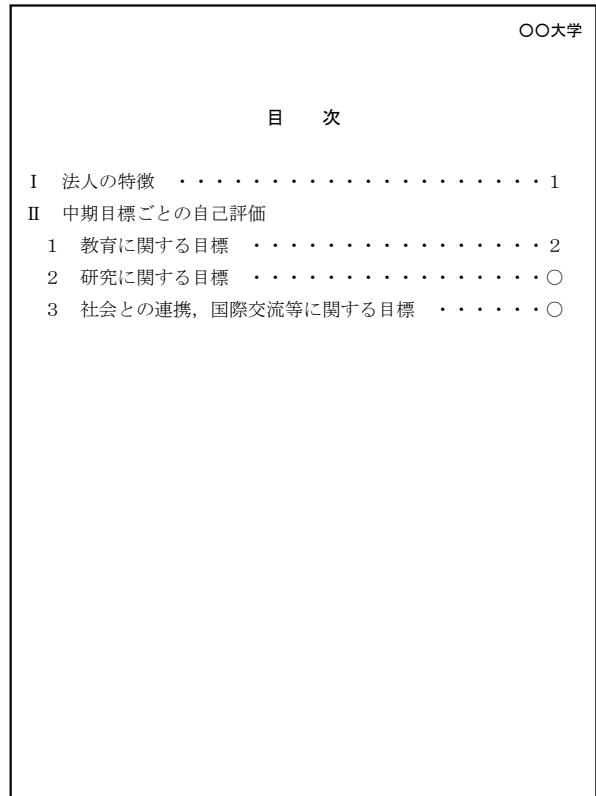 ○○大学
目　次
Ⅰ　法人の特徴　・・・・・・・・・・・・・・・・・・・・1
Ⅱ　中期目標ごとの自己評価
1　教育に関する目標　・・・・・・・・・・・・・・・・2
2　研究に関する目標　・・・・・・・・・・・・・・・・○
3　社会との連携，国際交流等に関する目標　・・・・・・○